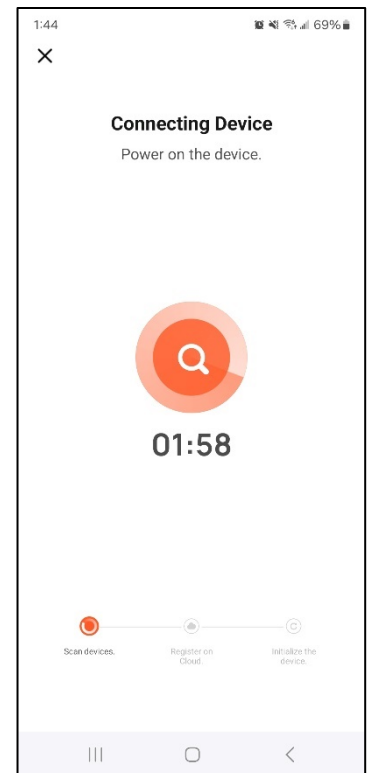 1:44
69%
Connecting Device
Power on the device.
01:58
Scan devices.
Register on
Cloud.
Initialize the
device.